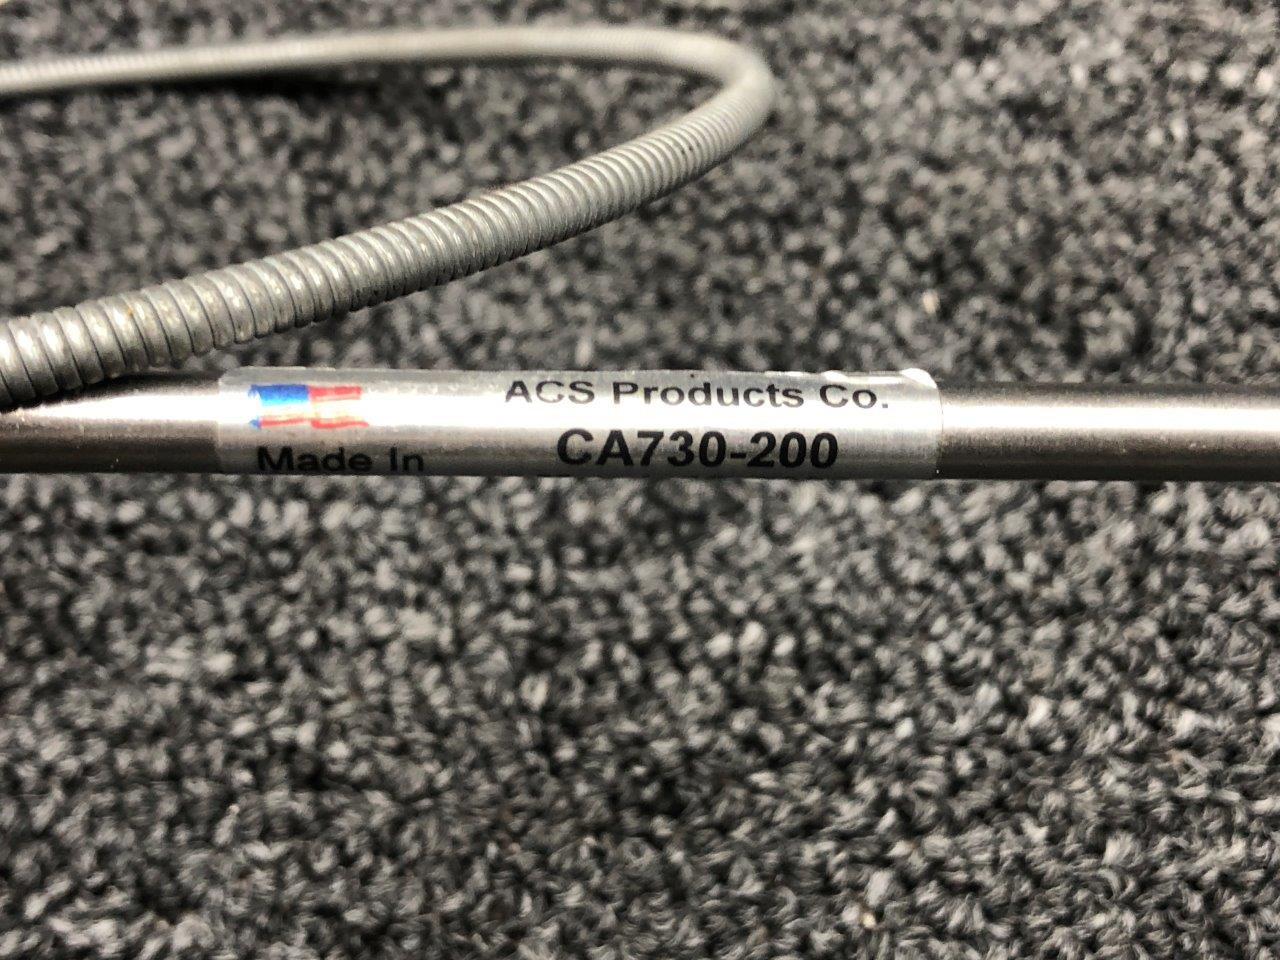 ACS Products Co.
CA730-200
Made In